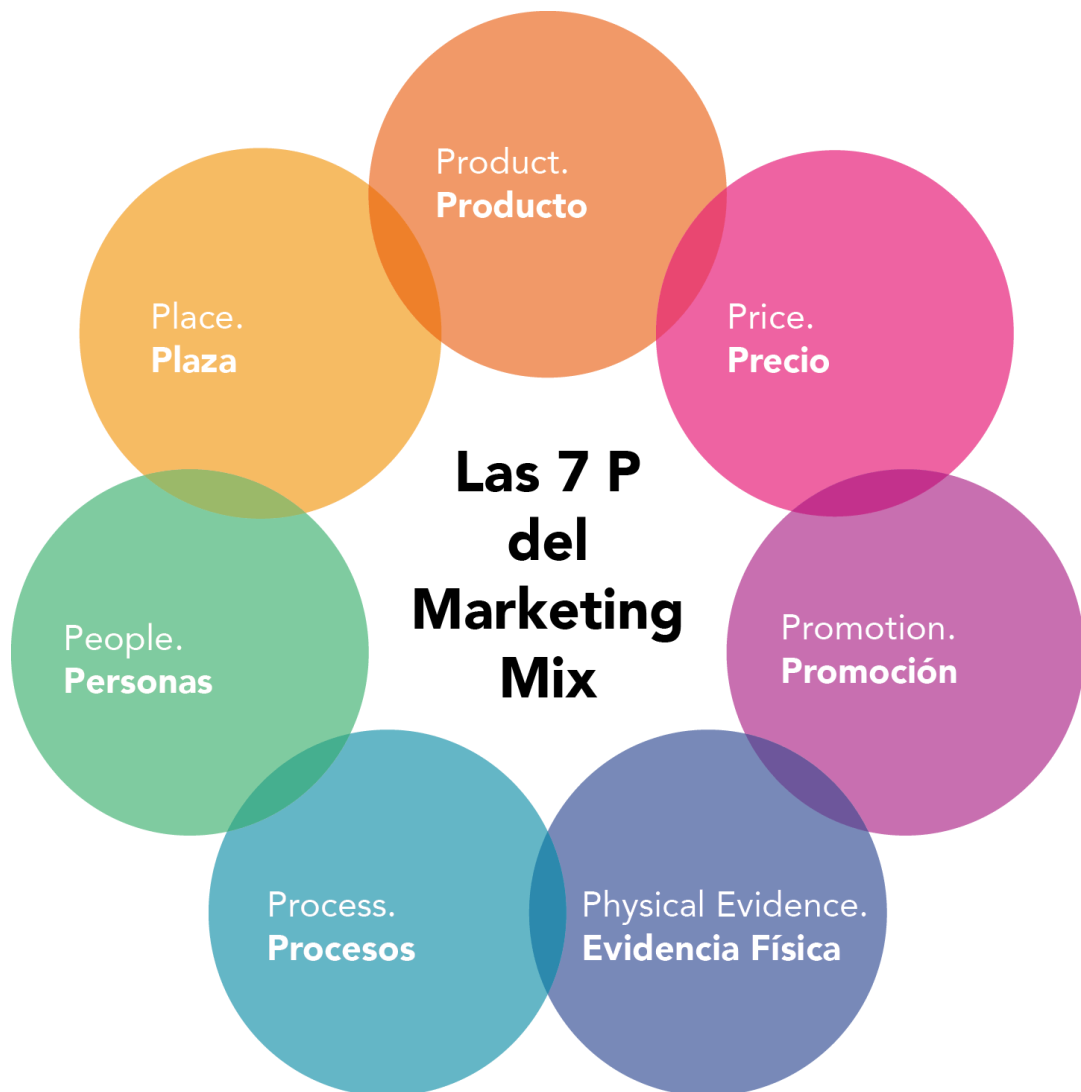 Product.
Producto
Price.
Precio
Promotion.
Promoción
Physical Evidence.
Evidencia Física
Process.
Procesos
People.
Personas
Place.
Plaza
Las 7 P
del
Marketing
Mix